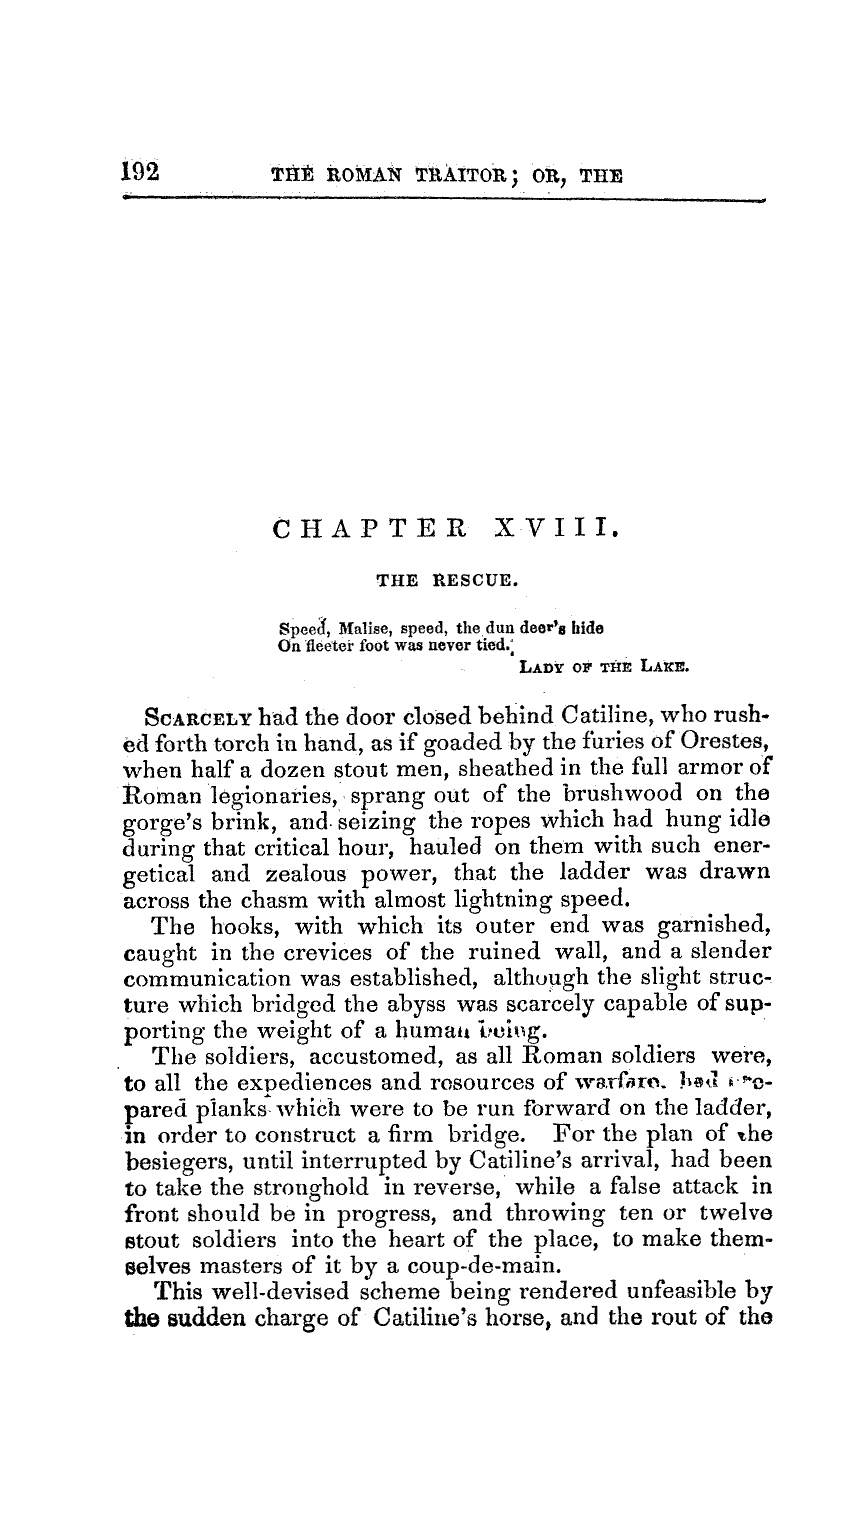 192 THE ROMAN TRAITOR; OR, THE
CHAPTER XVIII.
THE RESCUE.
Speed, Malise, speed, the dun deer's hide
On fleeter foot was never tied.
LADY OF THE LAKE.
SCARCELY had the door closed behind Catiline, who rush-
ed forth torch in hand, as if goaded by the furies of Orestes,
when half a dozen stout men, sheathed in the full armor of
Roman legionaries, sprang out of the brushwood on the
gorge's brink, and seizing the ropes which had hung idle
during that critical hour, hauled on them with such ener-
getical and zealous power, that the ladder was drawn
across the chasm with almost lightning speed.
The hooks, with which its outer end was garnished,
caught in the crevices of the ruined wall, and a slender
communication was established, although the slight struc-
ture which bridged the abyss was scarcely capable of sup-
porting the weight of a human being.
The soldiers, accustomed, as all Roman soldiers were,
to all the expediences and rosources of warfare. had pre-
pared planks which were to be run forward on the ladder,
in order to construct a firm bridge. For the plan of the
besiegers, until interrupted by Catiline's arrival, had been
to take the stronghold in reverse, while a false attack in
front should be in progress, and throwing ten or twelve
stout soldiers into the heart of the place, to make them-
selves masters of it by a coup-de-main.
This well-devised scheme being rendered unfeasible by
the sudden charge of Catiline's horse, and the rout of the